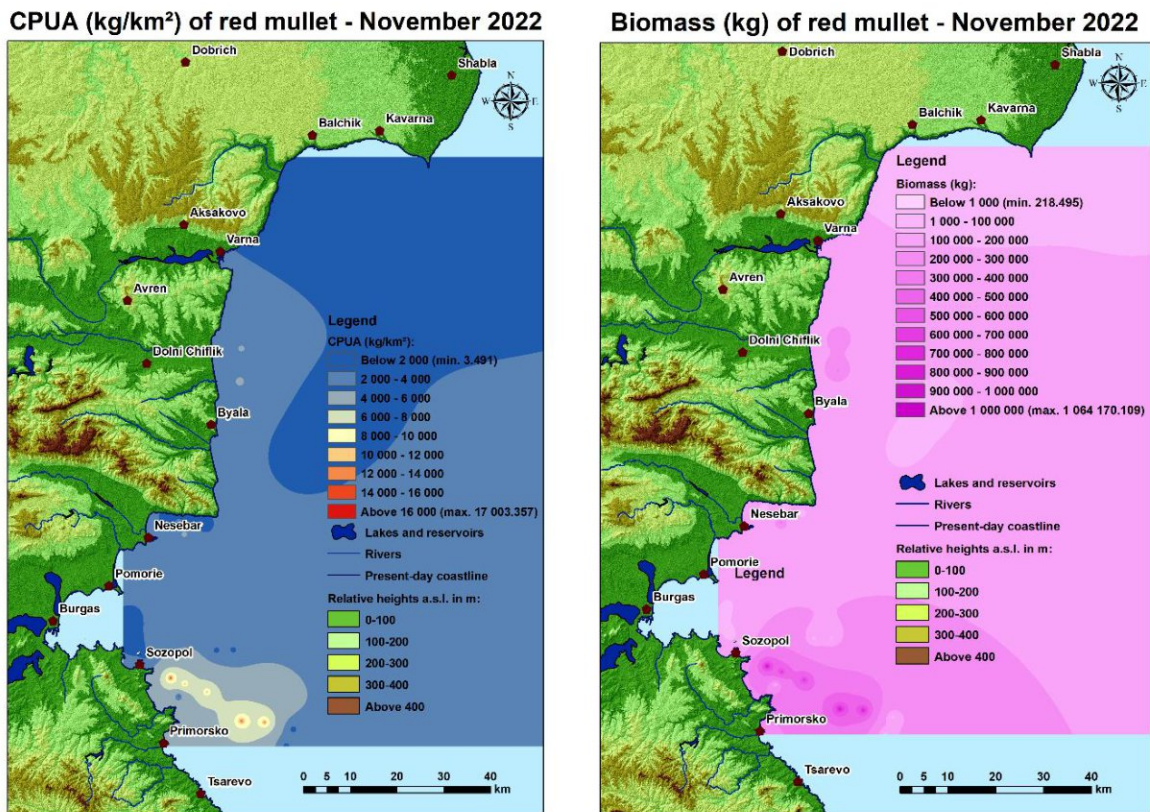 CPUA (kg/km²) of red mullet - November 2022
Dobrich
Shabla
N
W E
S
Balchik
Kavarna
Aksakovo
Varna
Avren
Legend
CPUA (kg/km²):
Dolni Chiflik
Below 2 000 (min. 3.491)
2 000 - 4 000
4 000 - 6 000
6 000 - 8 000
Byala
8 000 - 10 000
10 000 - 12 000
12 000 - 14 000
14 000 - 16 000
Above 16 000 (max. 17 003.357)
Nesebar
Lakes and reservoirs
Rivers
Present-day coastline
Pomorie
Relative heights a.s.l. in m:
Burgas
0-100
100-200
Sozopol
200-300
300-400
Above 400
Primorsko
Tsarevo
0 5 10 20 30 40
km
Biomass (kg) of red mullet - November 2022
Dobrich
Shabla
N
W E
S
Kavarna
Balchik
Legend
Biomass (kg):
Below 1 000 (min. 218.495)
Aksakovo
1 000 - 100 000
Varna
100 000 - 200 000
200 000 - 300 000
300 000 - 400 000
Avren
400 000 - 500 000
500 000 - 600 000
600 000 - 700 000
Dolni Chiflik
700 000 - 800 000
800 000 - 900 000
900 000 - 1 000 000
Byala
Above 1 000 000 (max. 1 064 170.109)
Lakes and reservoirs
Rivers
Nesebar
Present-day coastline
Relative heights a.s.l. in m:
Pomorie
Legend
0-100
100-200
Burgas
200-300
300-400
Sozopol
Above 400
Primorsko
Tsarevo
0 5 10 20 30 40
km